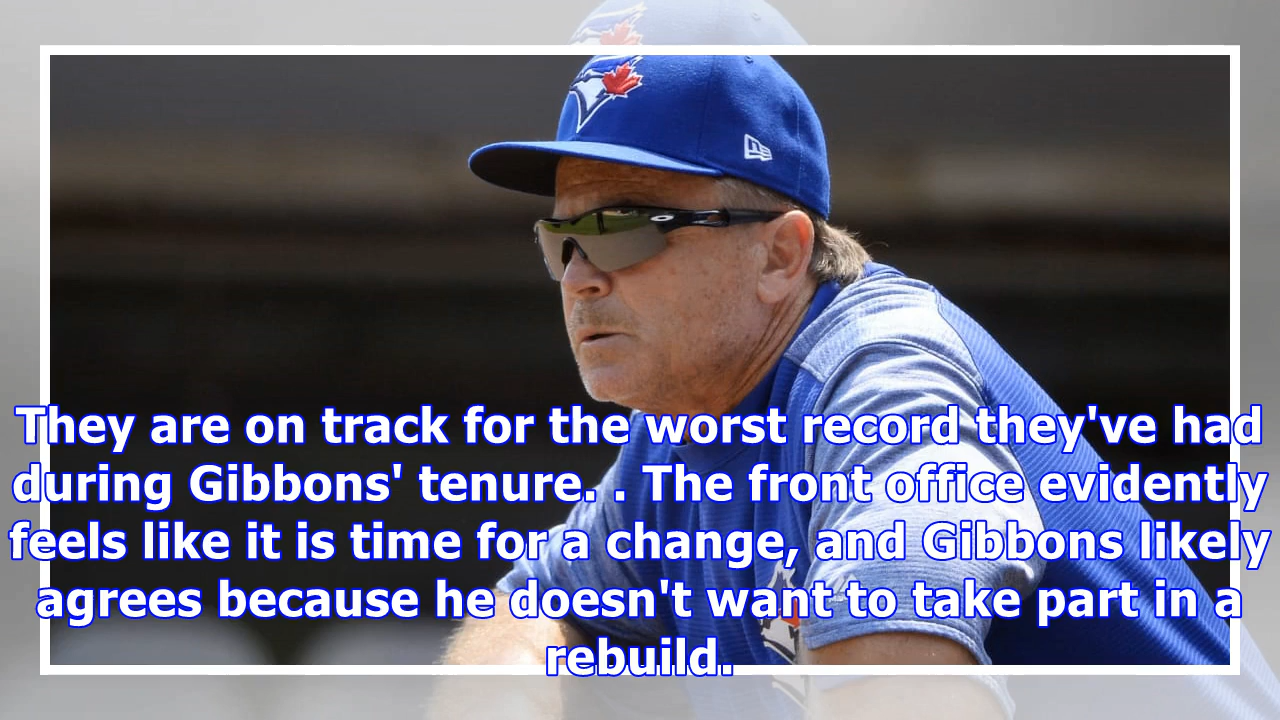 They are on track for the worst record they've had
during Gibbons' tenure. . The front office evidently
feels like it is time for a change, and Gibbons likely
agrees because he doesn't want to take part in a
rebuild.